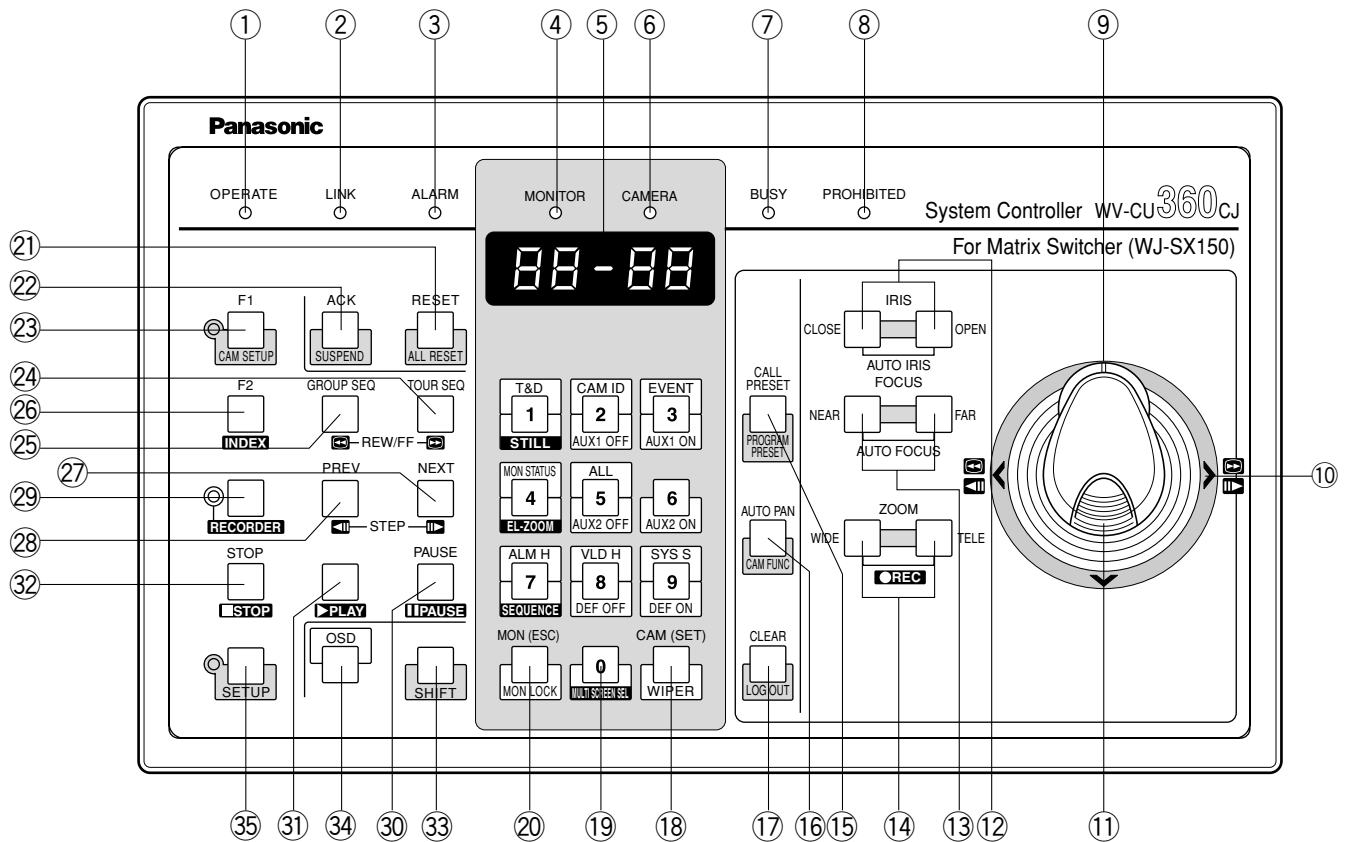 ① ② ③ ④ ⑤ ⑥ ⑦ ⑧ ⑨
Panasonic
OPERATE LINK ALARM MONITOR CAMERA BUSY PROHIBITED
System Controller WV-CU360CJ
For Matrix Switcher (WJ-SX150)
88-88
㉑
㉒
㉓
㉔
㉖
㉕
㉗
㉙
㉘
㉜
F1 ACK RESET
CAM SETUP SUSPEND ALL RESET
F2 GROUP SEQ TOUR SEQ
INDEX REW/FF
PREV NEXT
RECORDER STEP
STOP PAUSE
STOP PLAY PAUSE
OSD
SETUP SHIFT
T&D CAM ID EVENT
1 2 3
STILL AUX1 OFF AUX1 ON
MON STATUS ALL
4 5 6
EL-ZOOM AUX2 OFF AUX2 ON
ALM H VLD H SYS S
7 8 9
SEQUENCE DEF OFF DEF ON
MON (ESC) CAM (SET)
0
MON LOCK MULTI SCREEN SEL WIPER
CALL
PRESET
PROGRAM
PRESET
AUTO PAN
CAM FUNC
CLEAR
LOG OUT
IRIS
CLOSE OPEN
AUTO IRIS
FOCUS
NEAR FAR
AUTO FOCUS
ZOOM
WIDE TELE
REC
⑩
㉟ ㉛ ㉞ ㉚ ㉝ ⑳ ⑲ ⑱ ⑰ ⑯ ⑮ ⑭ ⑬ ⑫ ⑪